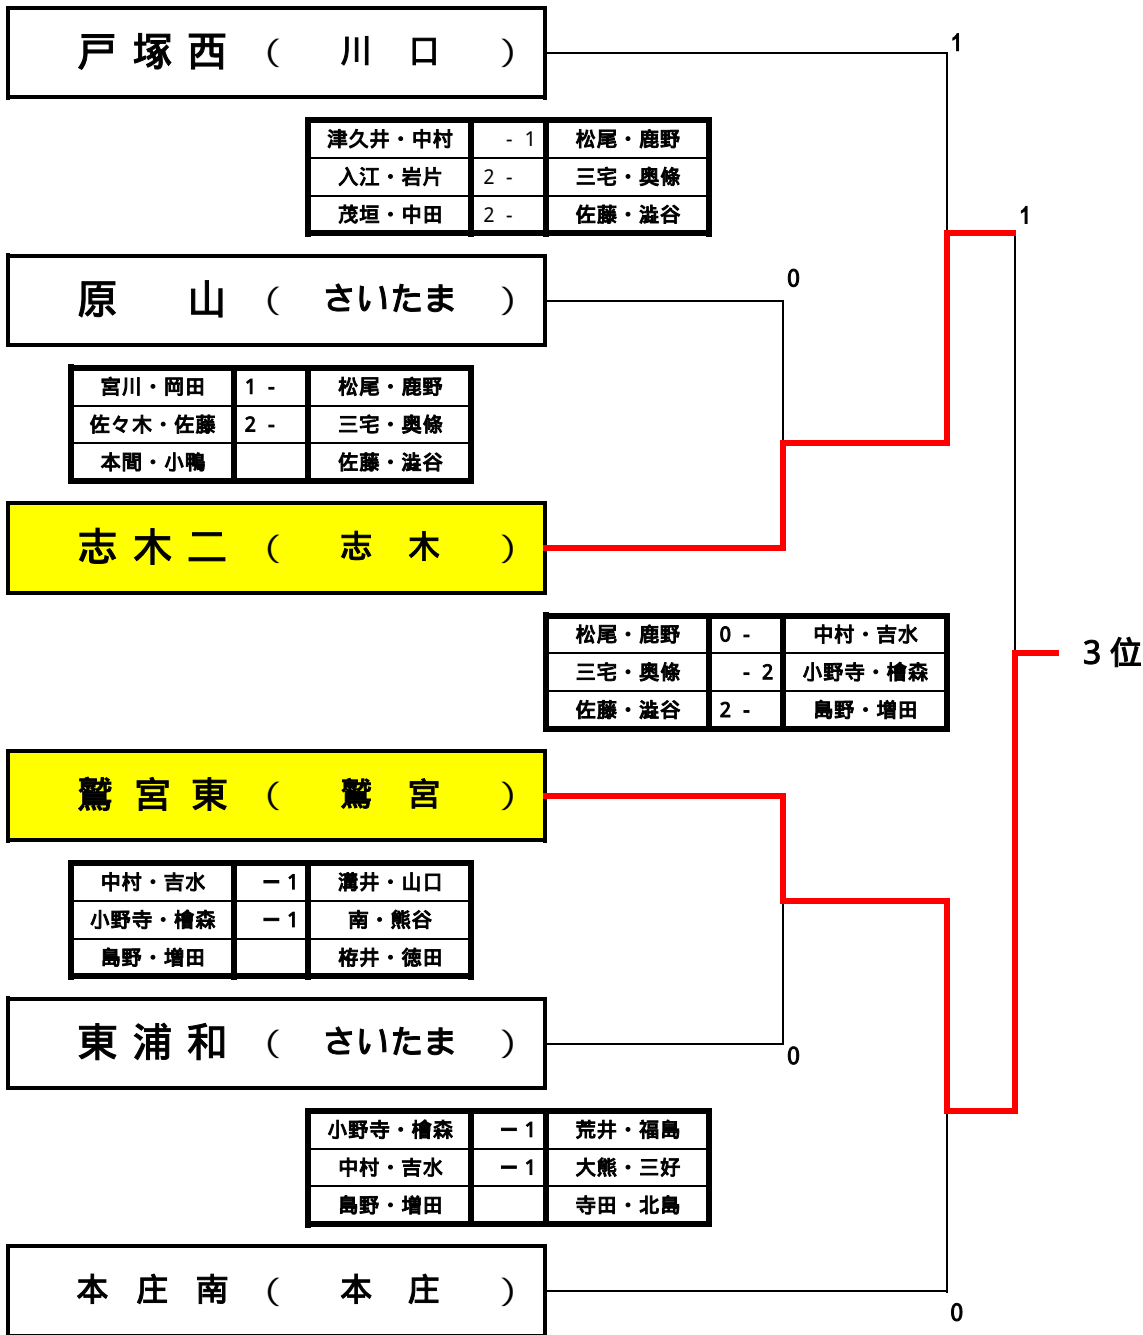 戸塚西（　川　口　） 1
津久井・中村 - 1 松尾・鹿野
入江・岩片 2 - 三宅・奥條
茂垣・中田 2 - 佐藤・澁谷
1
原　山（　さいたま　） 0
宮川・岡田 1 - 松尾・鹿野
佐々木・佐藤 2 - 三宅・奥條
本間・小鴨 佐藤・澁谷
志木二（　志　木　）
松尾・鹿野 0 - 中村・吉水
三宅・奥條 - 2 小野寺・檜森
佐藤・澁谷 2 - 島野・増田
3位
鷲宮東（　鷲　宮　）
中村・吉水 ー 1 溝井・山口
小野寺・檜森 ー 1 南・熊谷
島野・増田 栫井・徳田
東浦和（　さいたま　） 0
小野寺・檜森 ー 1 荒井・福島
中村・吉水 ー 1 大熊・三好
島野・増田 寺田・北島
本庄南（　本　庄　） 0